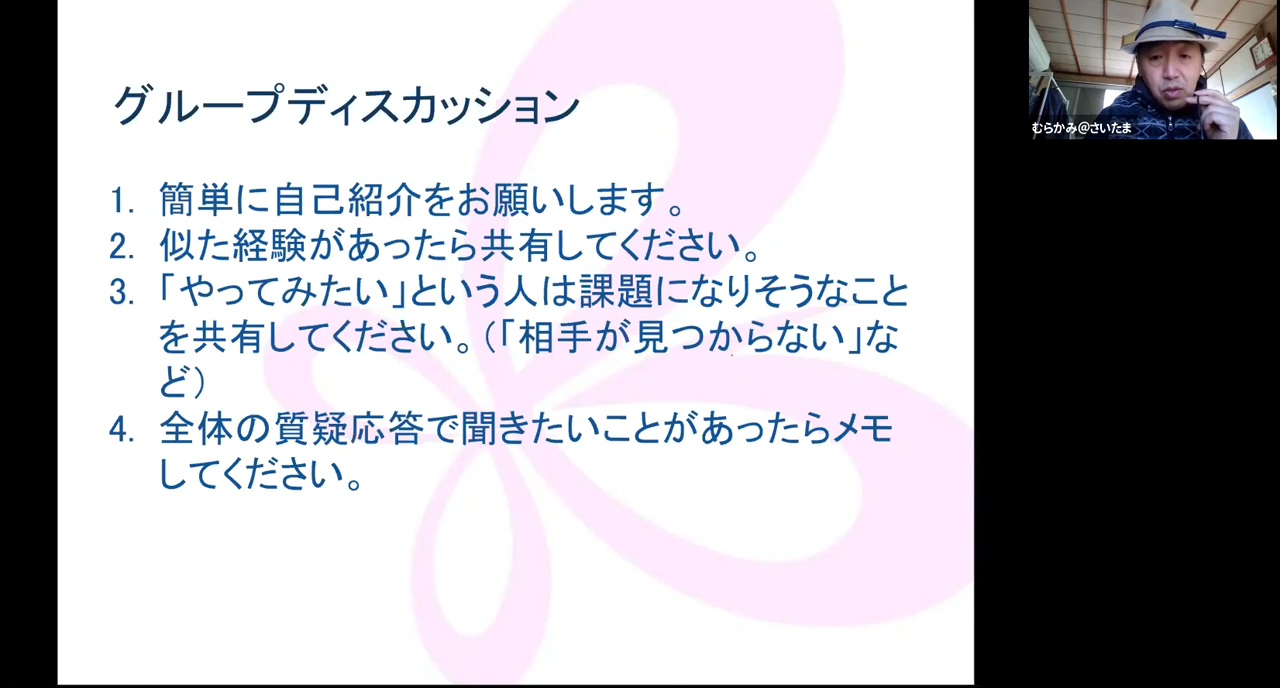 グループディスカッション
1. 簡単に自己紹介をお願いします。
2. 似た経験があったら共有してください。
3. 「やってみたい」という人は課題になりそうなこと
を共有してください。(「相手が見つからない」な
ど)
4. 全体の質疑応答で聞きたいことがあったらメモ
してください。
むらかみ@さいたま